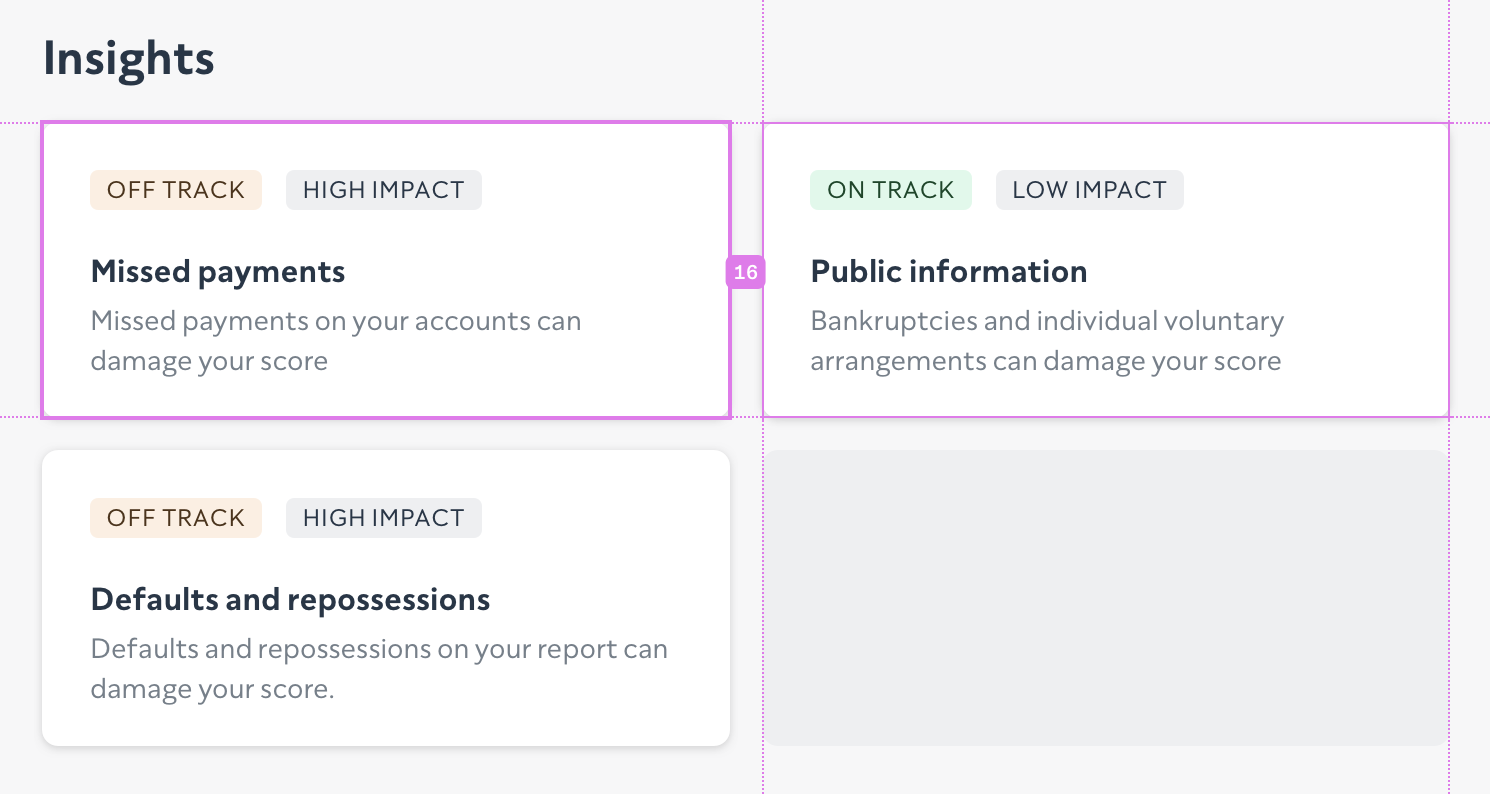 Insights
OFF TRACK HIGH IMPACT
Missed payments
Missed payments on your accounts can
damage your score
16
ON TRACK LOW IMPACT
Public information
Bankruptcies and individual voluntary
arrangements can damage your score
OFF TRACK HIGH IMPACT
Defaults and repossessions
Defaults and repossessions on your report can
damage your score.